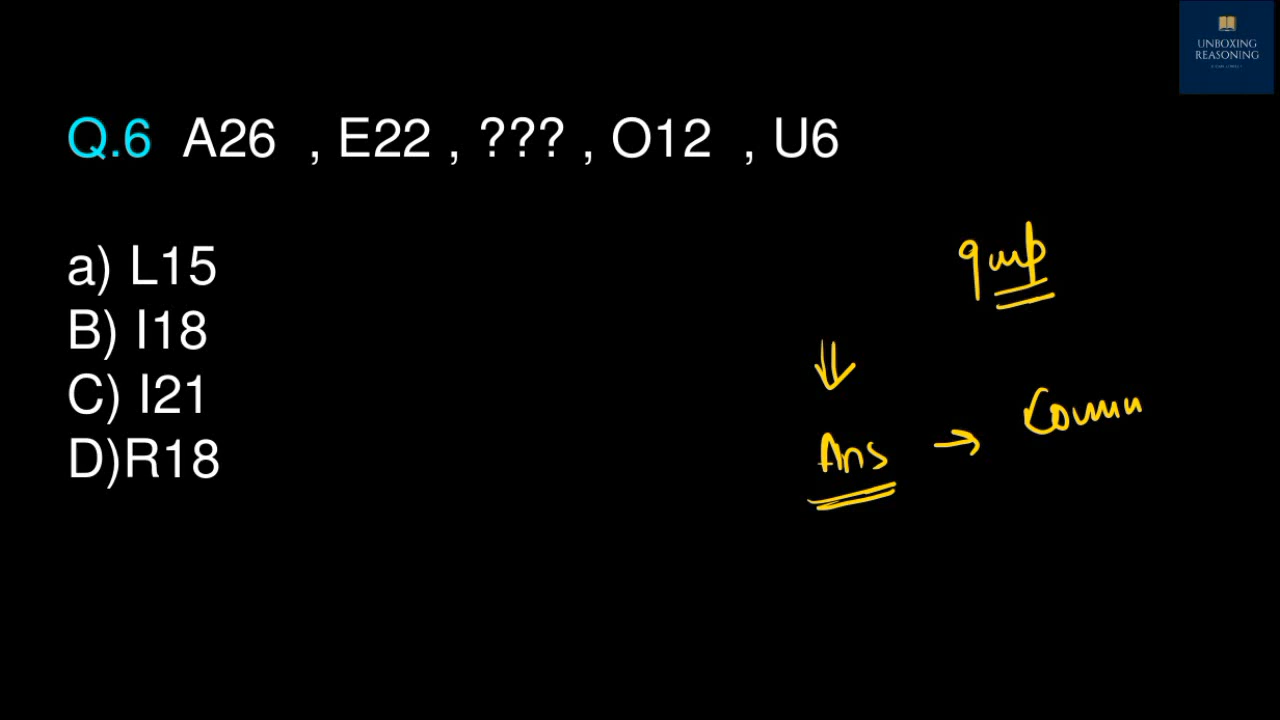 UNBOXING
REASONING
Q.6 A26 , E22 , ??? , O12 , U6
a) L15
B) I18
C) I21
D)R18
Ans →